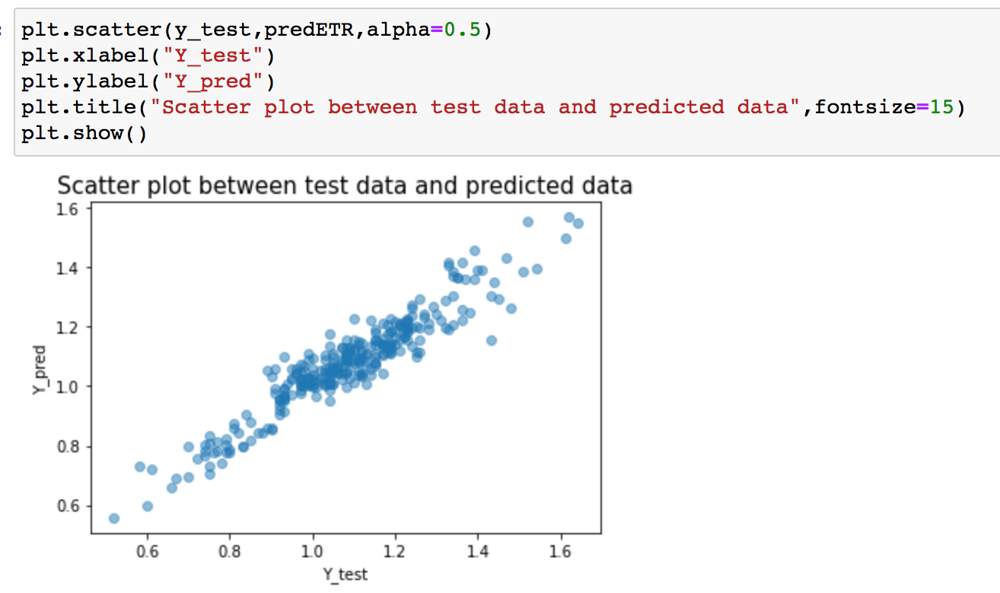 plt.scatter(y_test,predETR,alpha=0.5)
plt.xlabel("Y_test")
plt.ylabel("Y_pred")
plt.title("Scatter plot between test data and predicted data",fontsize=15)
plt.show()
Scatter plot between test data and predicted data
1.6
1.4
1.2
1.0
0.8
0.6
Y_pred
0.6 0.8 1.0 1.2 1.4 1.6
Y_test